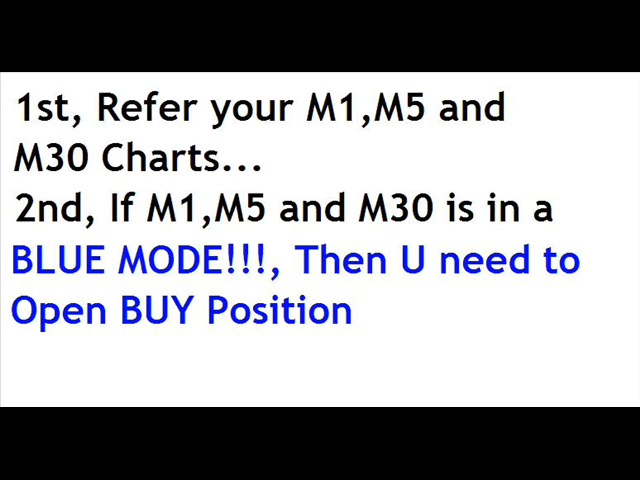 1st, Refer your M1,M5 and
M30 Charts...
2nd, If M1,M5 and M30 is in a
BLUE MODE!!!, Then U need to
Open BUY Position